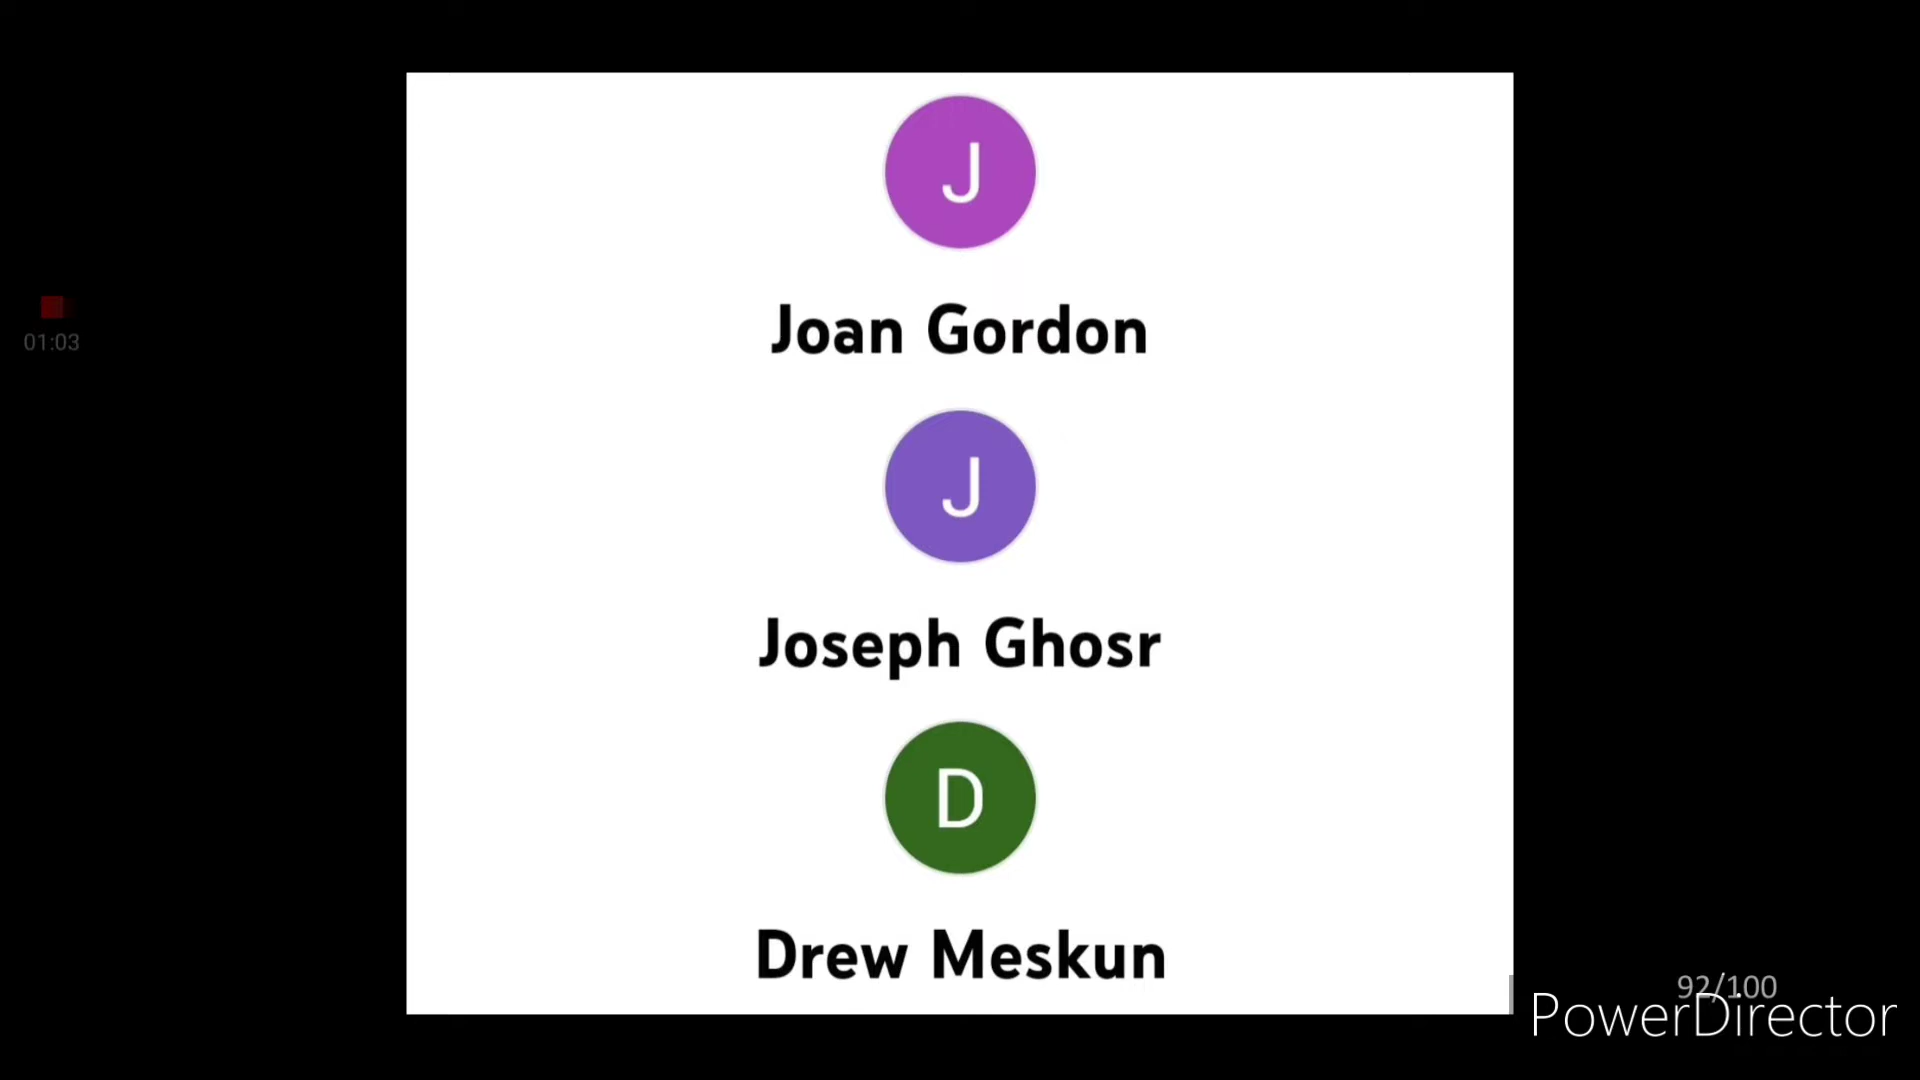 J
Joan Gordon
01:03
J
Joseph Ghosr
D
Drew Meskun
92/100
PowerDirector